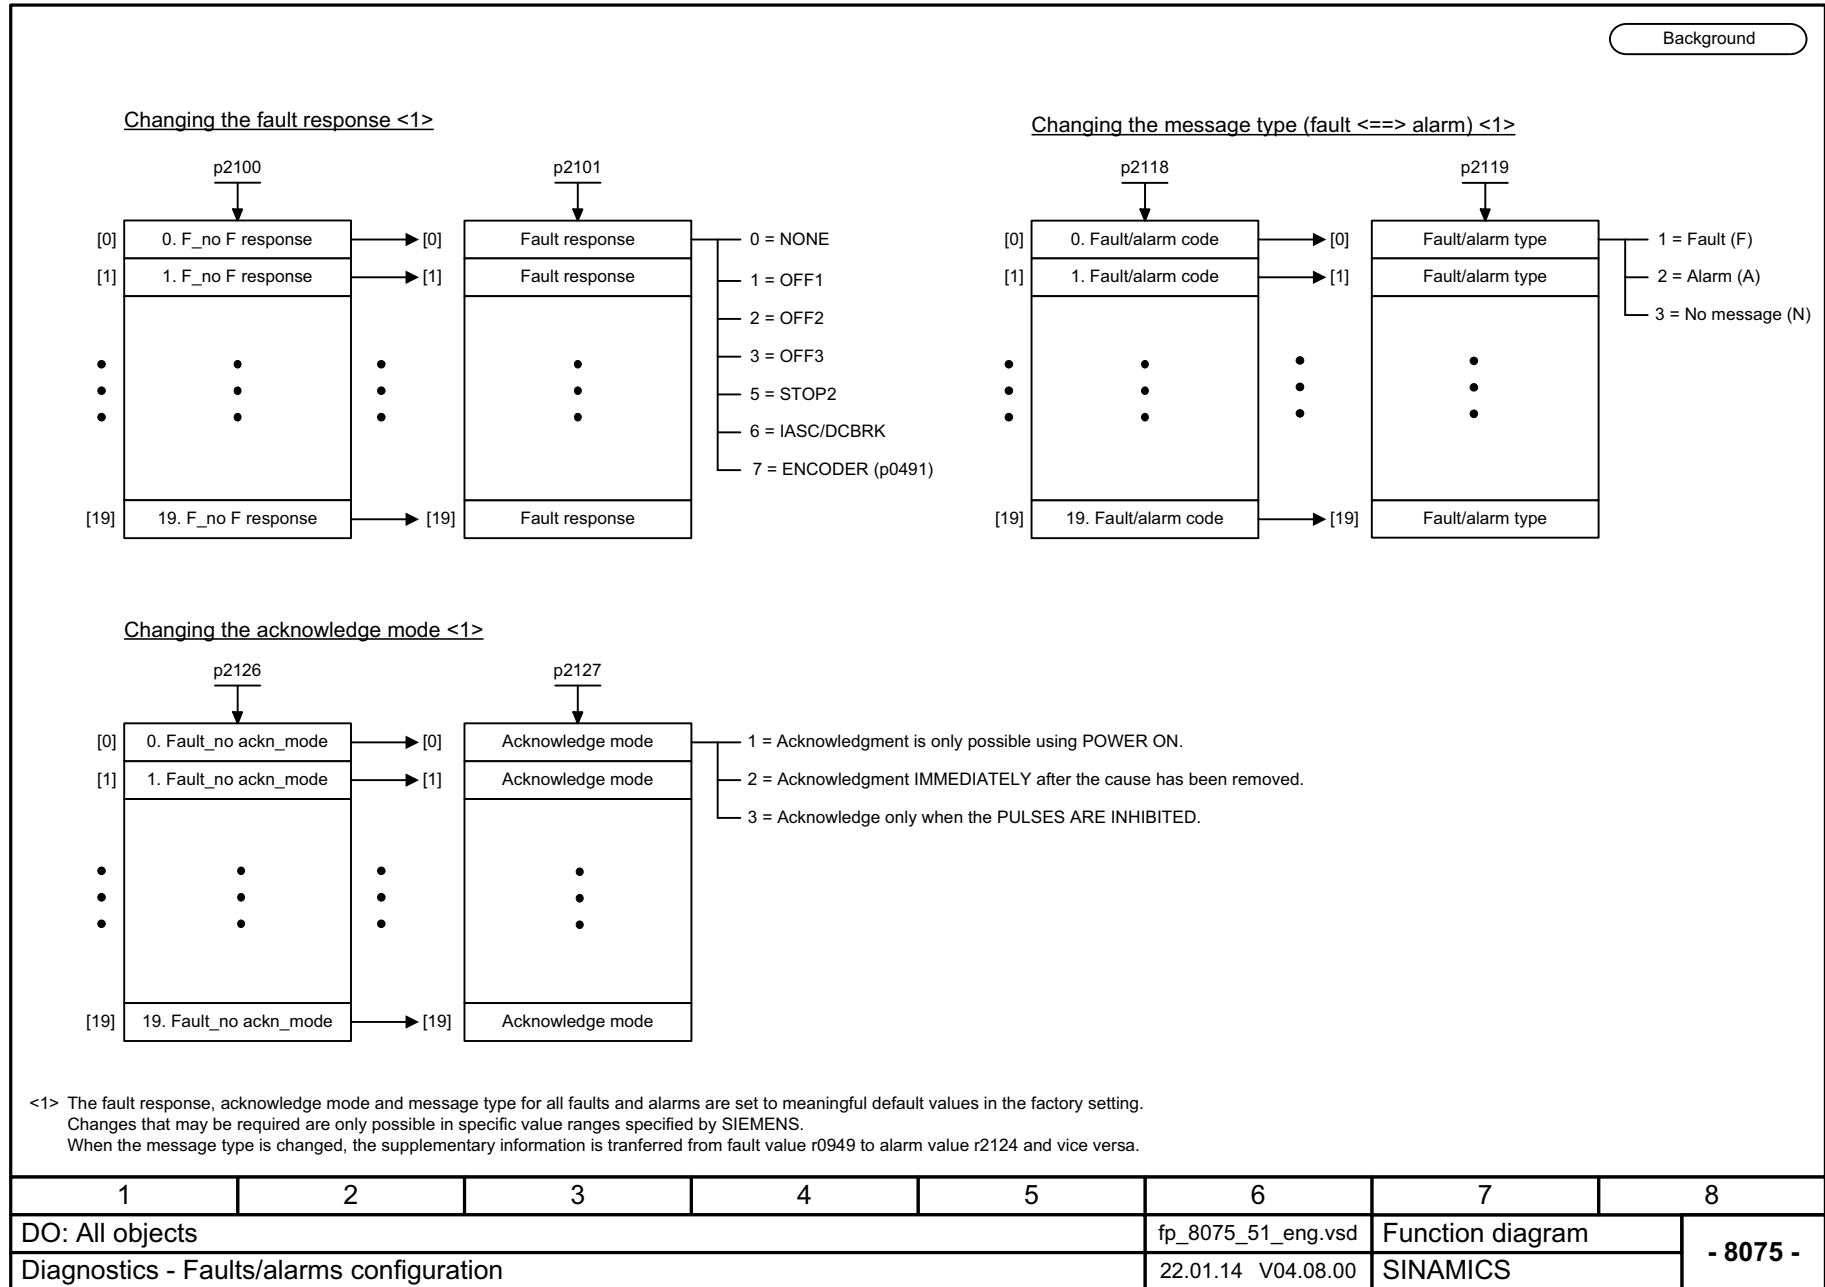 Background
Changing the fault response <1>
p2100
p2101
[0] 0. F_no F response [0] Fault response 0 = NONE
[1] 1. F_no F response [1] Fault response 1 = OFF1
2 = OFF2
3 = OFF3
5 = STOP2
6 = IASC/DCBRK
7 = ENCODER (p0491)
[19] 19. F_no F response [19] Fault response
Changing the message type (fault <==> alarm) <1>
p2118
p2119
[0] 0. Fault/alarm code [0] Fault/alarm type 1 = Fault (F)
[1] 1. Fault/alarm code [1] Fault/alarm type 2 = Alarm (A)
3 = No message (N)
[19] 19. Fault/alarm code [19] Fault/alarm type
Changing the acknowledge mode <1>
p2126
p2127
[0] 0. Fault_no ackn_mode [0] Acknowledge mode 1 = Acknowledgment is only possible using POWER ON.
[1] 1. Fault_no ackn_mode [1] Acknowledge mode 2 = Acknowledgment IMMEDIATELY after the cause has been removed.
3 = Acknowledge only when the PULSES ARE INHIBITED.
[19] 19. Fault_no ackn_mode [19] Acknowledge mode
<1> The fault response, acknowledge mode and message type for all faults and alarms are set to meaningful default values in the factory setting.
Changes that may be required are only possible in specific value ranges specified by SIEMENS.
When the message type is changed, the supplementary information is tranferred from fault value r0949 to alarm value r2124 and vice versa.
1 2 3 4 5 6 7 8
DO: All objects fp_8075_51_eng.vsd Function diagram
- 8075 -
Diagnostics - Faults/alarms configuration 22.01.14 V04.08.00 SINAMICS